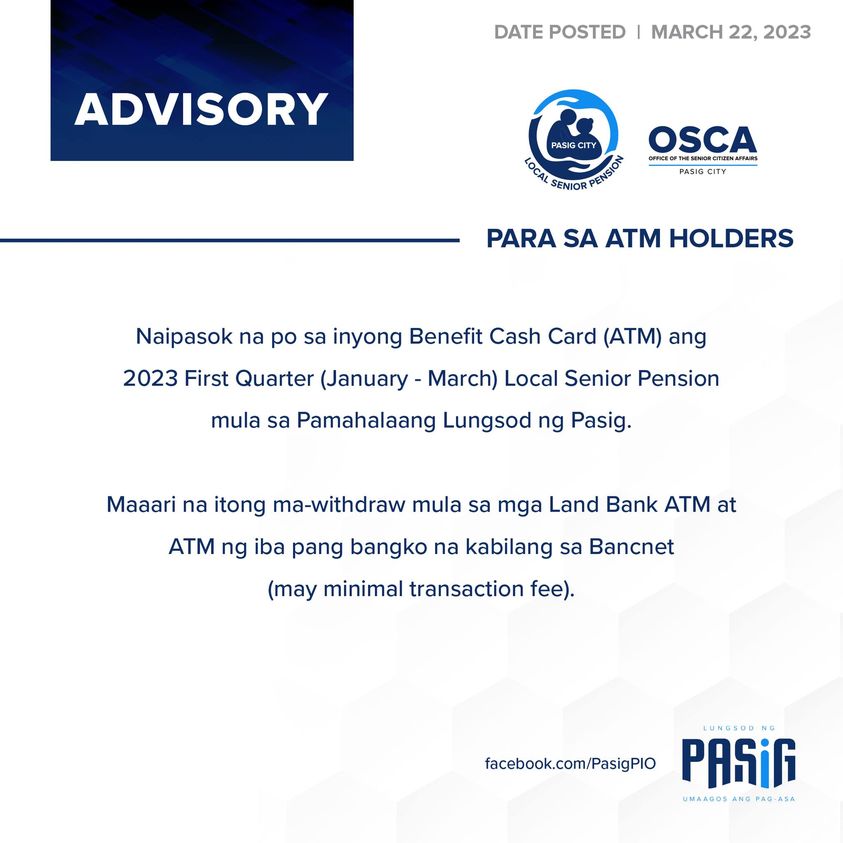 ADVISORY
DATE POSTED | MARCH 22, 2023
PASIG CITY
LOCAL SENIOR PENSION
OSCA
OFFICE OF THE SENIOR CITIZEN AFFAIRS
PASIG CITY
PARA SA ATM HOLDERS
Naipasok na po sa inyong Benefit Cash Card (ATM) ang
2023 First Quarter (January - March) Local Senior Pension
mula sa Pamahalaang Lungsod ng Pasig.
Maaari na itong ma-withdraw mula sa mga Land Bank ATM at
ATM ng iba pang bangko na kabilang sa Bancnet
(may minimal transaction fee).
facebook.com/PasigPIO
LUNGSOD NG
PASiG
UMAAGOS ANG PAG-ASA